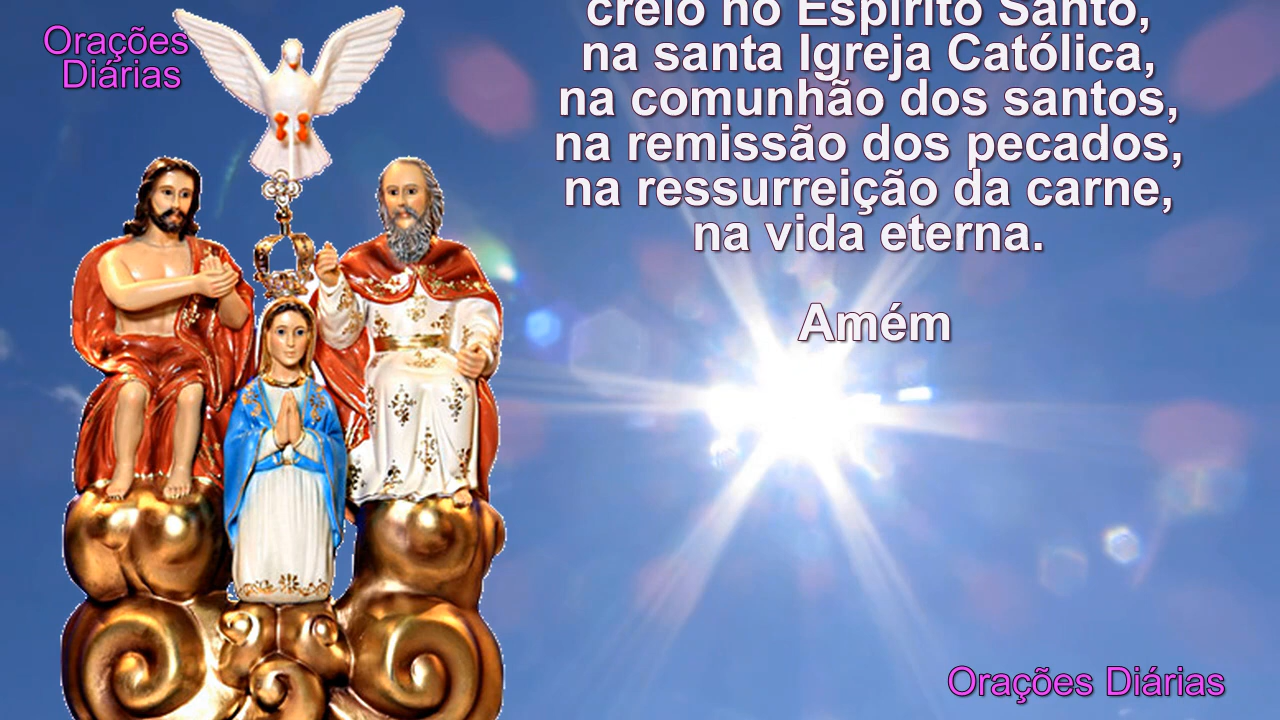 Orações
Diárias
creio no Espírito Santo,
na santa Igreja Católica,
na comunhão dos santos,
na remissão dos pecados,
na ressurreição da carne,
na vida eterna.
Amém
Orações Diárias